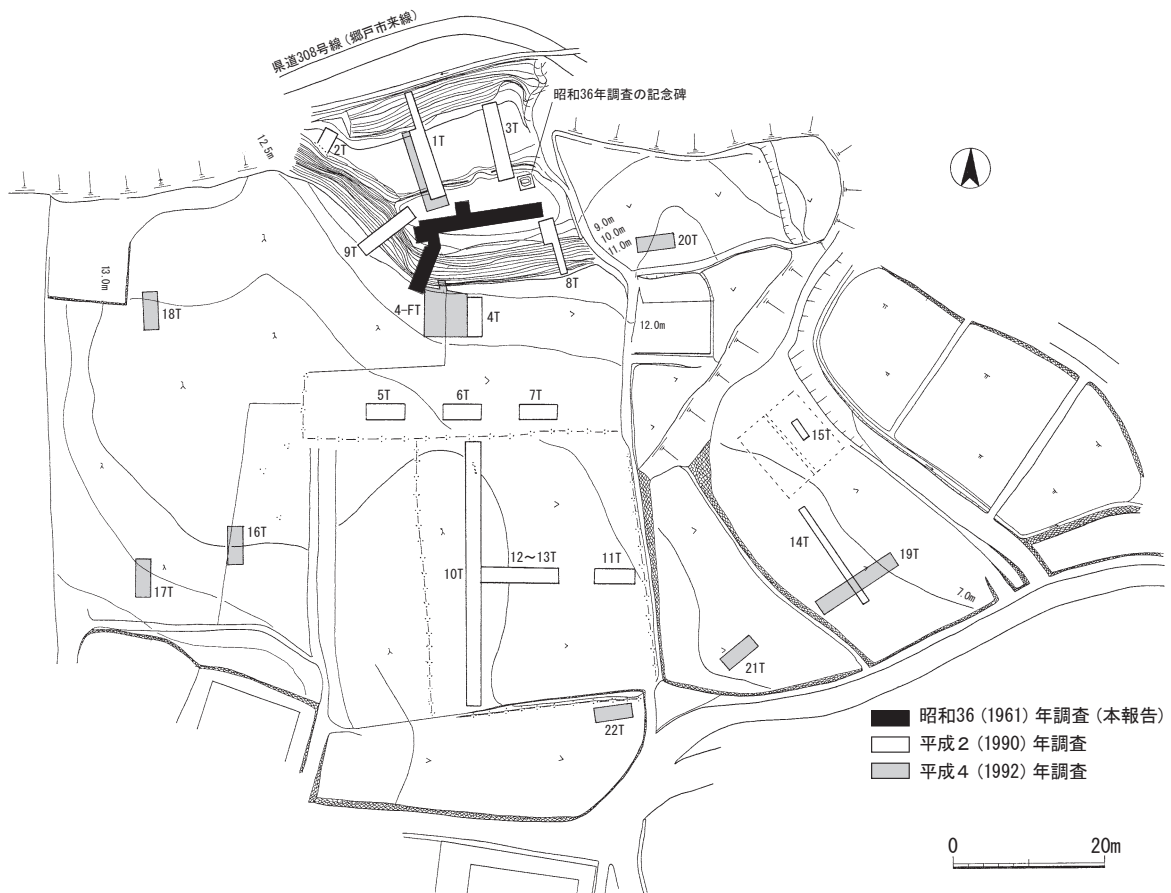 県道308号線(郷戸市来線)
昭和36年調査の記念碑
12.5m
2T
1T
3T
9T
8T
9.0m
10.0m
11.0m
20T
13.0m
18T
4-FT
4T
12.0m
5T
6T
7T
15T
16T
17T
10T
12～13T
11T
14T
19T
7.0m
21T
22T
昭和36(1961)年調査(本報告)
平成2(1990)年調査
平成4(1992)年調査
0
20m